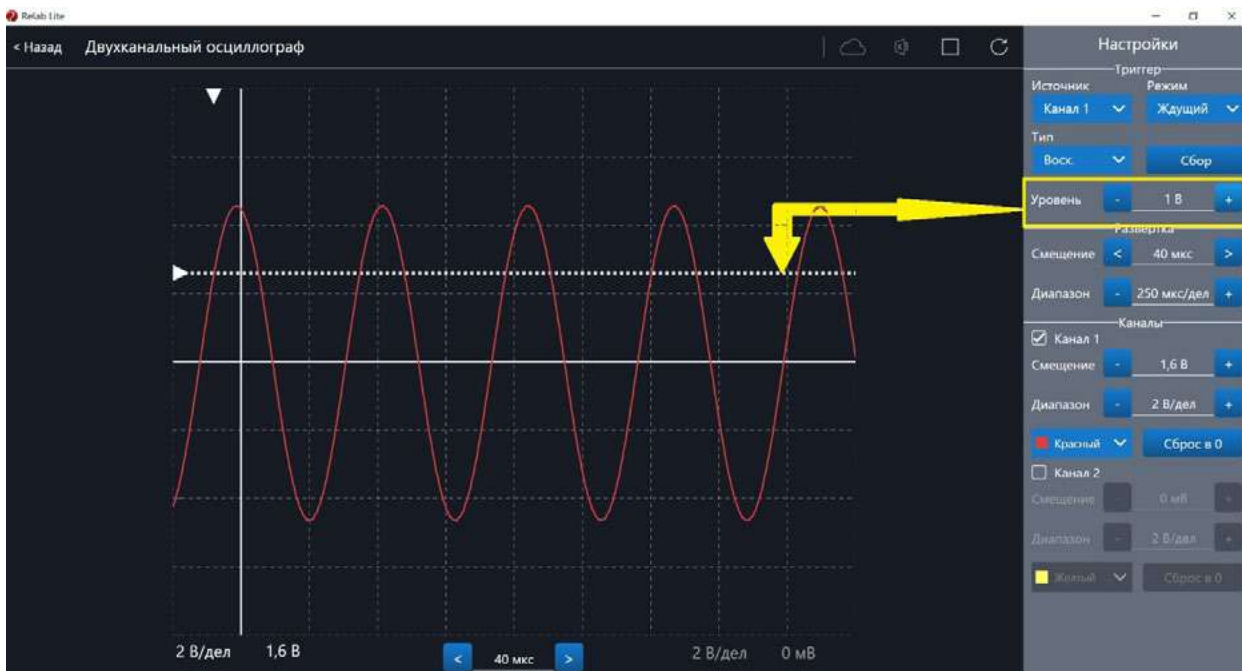 Relab Lite
< Назад Двухканальный осциллограф
Настройки
Триггер
Источник Режим
Канал 1 Ждущий
Тип
Восх. Сбор
Уровень - 1 В +
Развертка
Смещение < 40 мкс >
Диапазон - 250 мкс/дел +
Каналы
Канал 1
Смещение - 1,6 В +
Диапазон - 2 В/дел +
Красный Сброс в 0
Канал 2
Смещение - 0 мВ +
Диапазон - 2 В/дел +
Желтый Сброс в 0
2 В/дел 1,6 В < 40 мкс > 2 В/дел 0 мВ